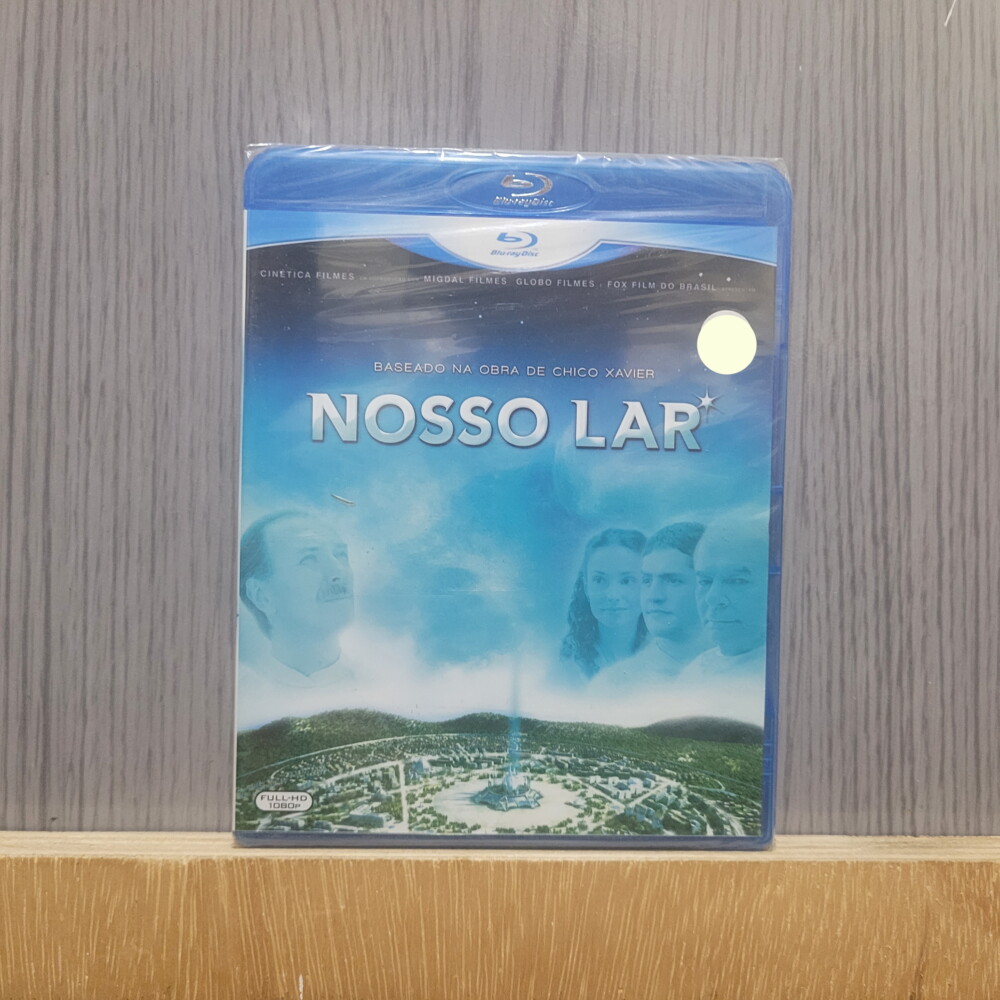 Blu-ray Disc
Blu-ray Disc
CINÉTICA FILMES MIGDAL FILMES GLOBO FILMES FOX FILM DO BRASIL
BASEADO NA OBRA DE CHICO XAVIER
NOSSO LAR
FULL-HD
1080P